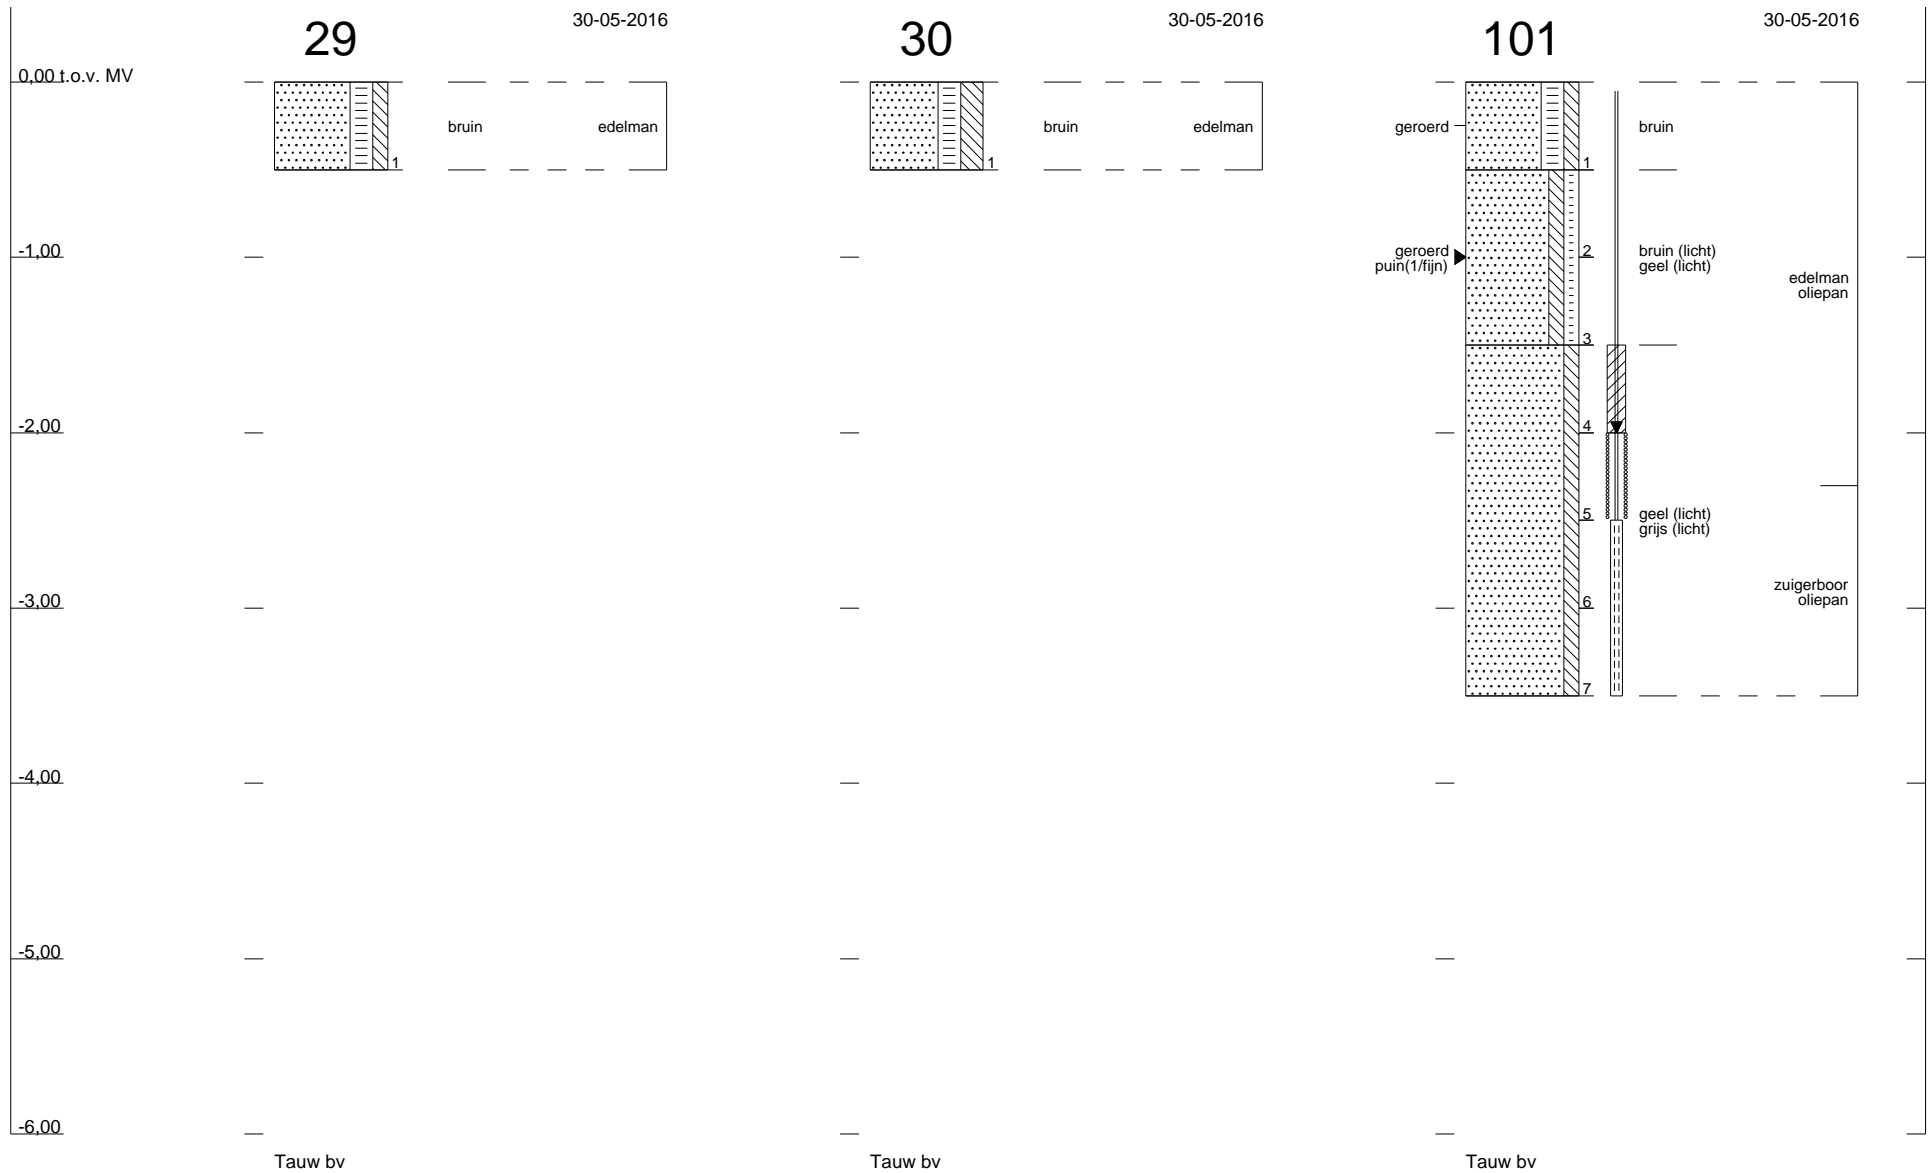 29
30-05-2016
30
30-05-2016
101
30-05-2016
0,00 t.o.v. MV
-1,00
-2,00
-3,00
-4,00
-5,00
-6,00
1
bruin
edelman
1
bruin
edelman
geroerd
geroerd
puin(1/fijn)
1
2
3
4
5
6
7
bruin
bruin (licht)
geel (licht)
geel (licht)
grijs (licht)
edelman
oliepan
zuigerboor
oliepan
Tauw bv
Tauw bv
Tauw bv